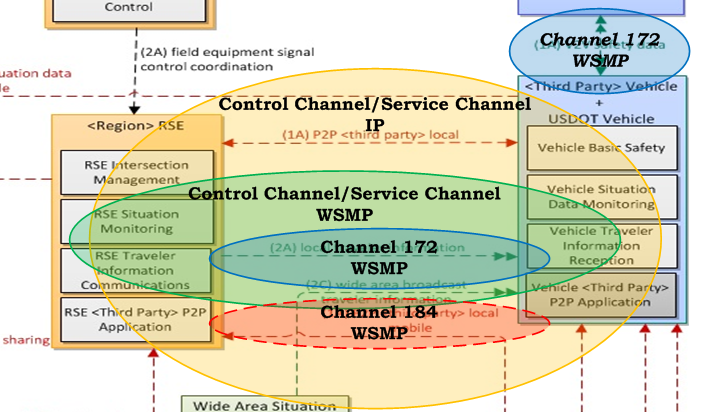 Control
(2A) field equipment signal
control coordination
uation data
le
Channel 172
WSMP
<Third Party> Vehicle
+
USDOT Vehicle
Control Channel/Service Channel
IP
<Region> RSE
(1A) P2P <third party> local
Vehicle Basic Safety
RSE Intersection
Management
Control Channel/Service Channel
WSMP
Vehicle Situation
Data Monitoring
RSE Situation
Monitoring
Vehicle Traveler
Information
Reception
Channel 172
WSMP
RSE Traveler
Information
Communications
(2C) wide area broadcast
traveler information
Vehicle <Third Party>
P2P Application
Channel 184
WSMP
RSE <Third Party> P2P
Application
party> local
sharing
Wide Area Situation